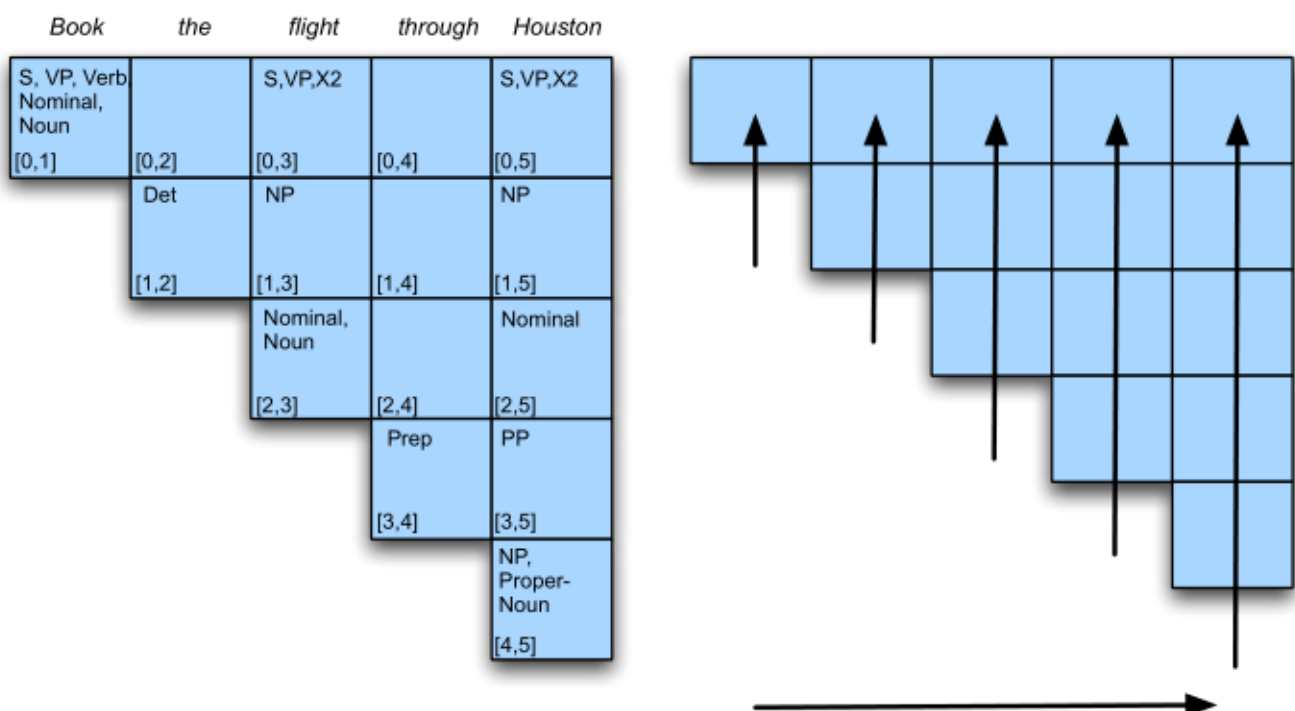 Book the flight through Houston
S, VP, Verb, S,VP,X2 S,VP,X2
Nominal,
Noun
[0,1] [0,2] [0,3] [0,4] [0,5]
Det NP NP
[1,2] [1,3] [1,4] [1,5]
Nominal, Nominal
Noun
[2,3] [2,4] [2,5]
Prep PP
[3,4] [3,5]
NP,
Proper-
Noun
[4,5]